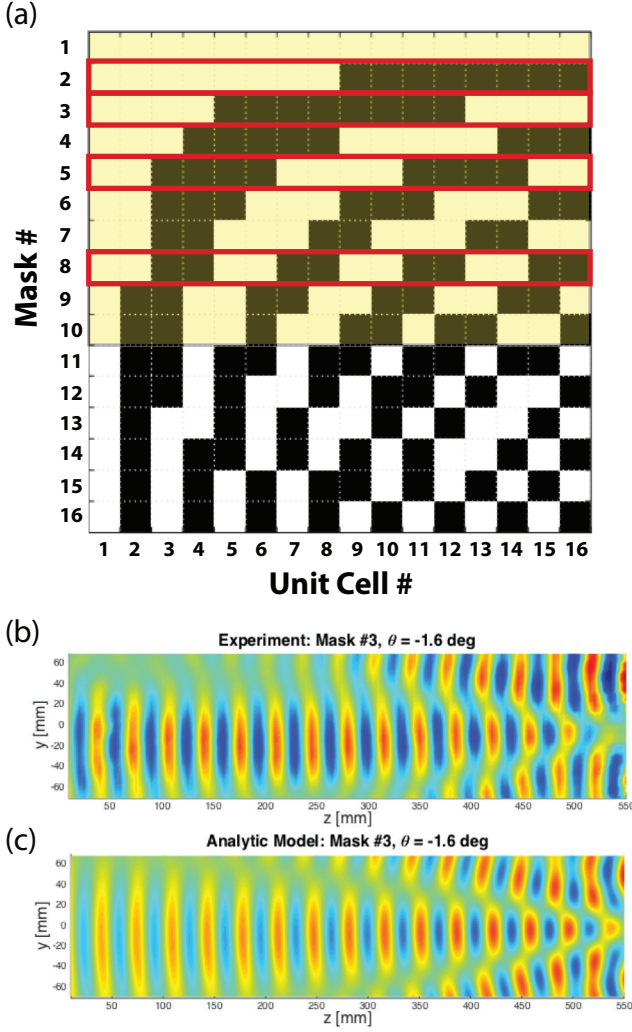 (a)
Mask #
1
2
3
4
5
6
7
8
9
10
11
12
13
14
15
16
1 2 3 4 5 6 7 8 9 10 11 12 13 14 15 16
Unit Cell #
(b)
Experiment: Mask #3, θ = -1.6 deg
y [mm]
60
40
20
0
-20
-40
-60
50 100 150 200 250 300 350 400 450 500 550
z [mm]
(c)
Analytic Model: Mask #3, θ = -1.6 deg
y [mm]
60
40
20
0
-20
-40
-60
50 100 150 200 250 300 350 400 450 500 550
z [mm]